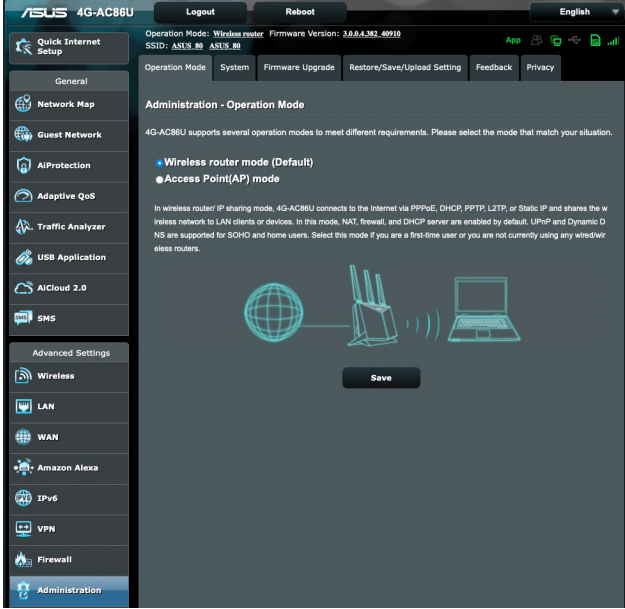 ASUS 4G-AC86U
Logout
Reboot
English
Quick Internet
Setup
Operation Mode: Wireless router Firmware Version: 3.0.0.4.382_40910
SSID: ASUS_80 ASUS_80
App
General
Network Map
Guest Network
AiProtection
Adaptive QoS
Traffic Analyzer
USB Application
AiCloud 2.0
SMS
SMS
Advanced Settings
Wireless
LAN
WAN
Amazon Alexa
IPv6
IPv6
VPN
Firewall
Administration
Operation Mode System Firmware Upgrade Restore/Save/Upload Setting Feedback Privacy
Administration - Operation Mode
4G-AC86U supports several operation modes to meet different requirements. Please select the mode that match your situation.
Wireless router mode (Default)
Access Point(AP) mode
In wireless router/ IP sharing mode, 4G-AC86U connects to the Internet via PPPoE, DHCP, PPTP, L2TP, or Static IP and shares the w
ireless network to LAN clients or devices. In this mode, NAT, firewall, and DHCP server are enabled by default. UPnP and Dynamic D
NS are supported for SOHO and home users. Select this mode if you are a first-time user or you are not currently using any wired/wir
eless routers.
Save